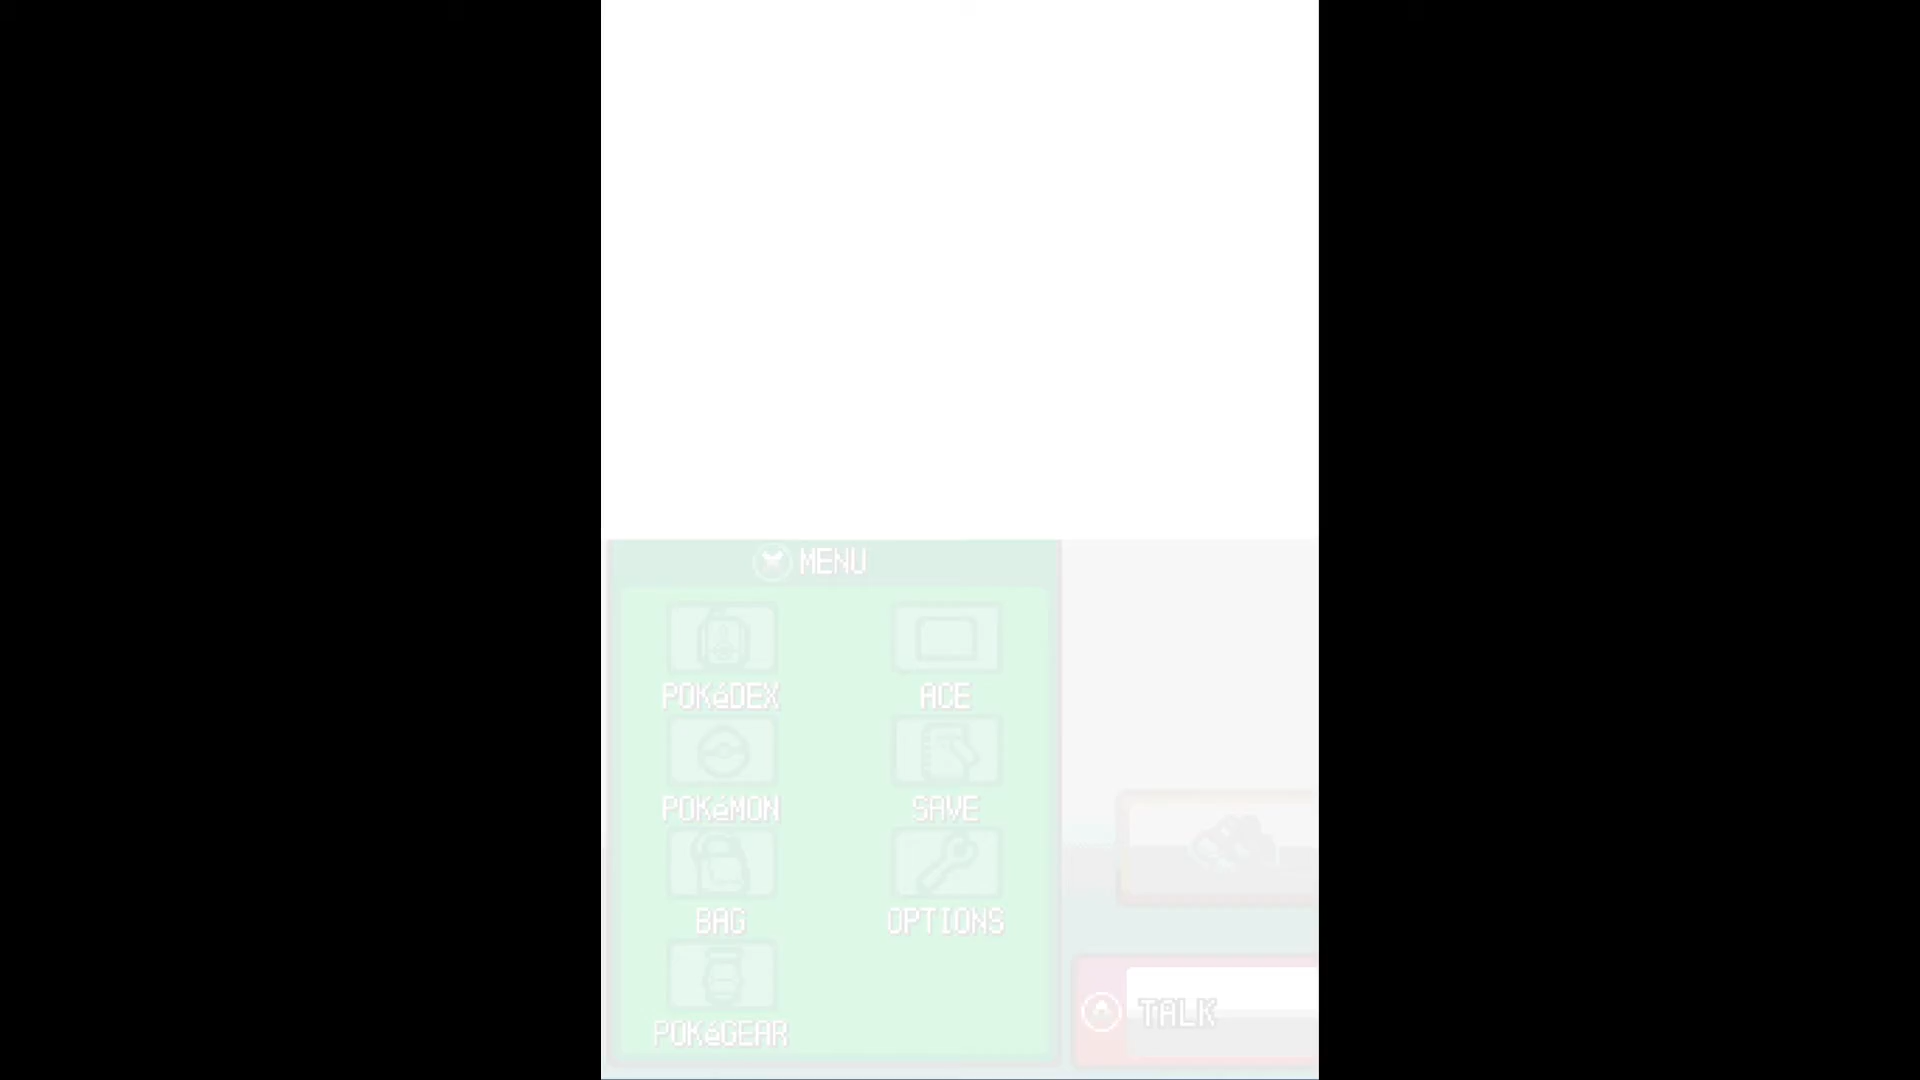 MENU
POKéDEX
ACE
POKéMON
SAVE
BAG
OPTIONS
POKéGEAR
TALK